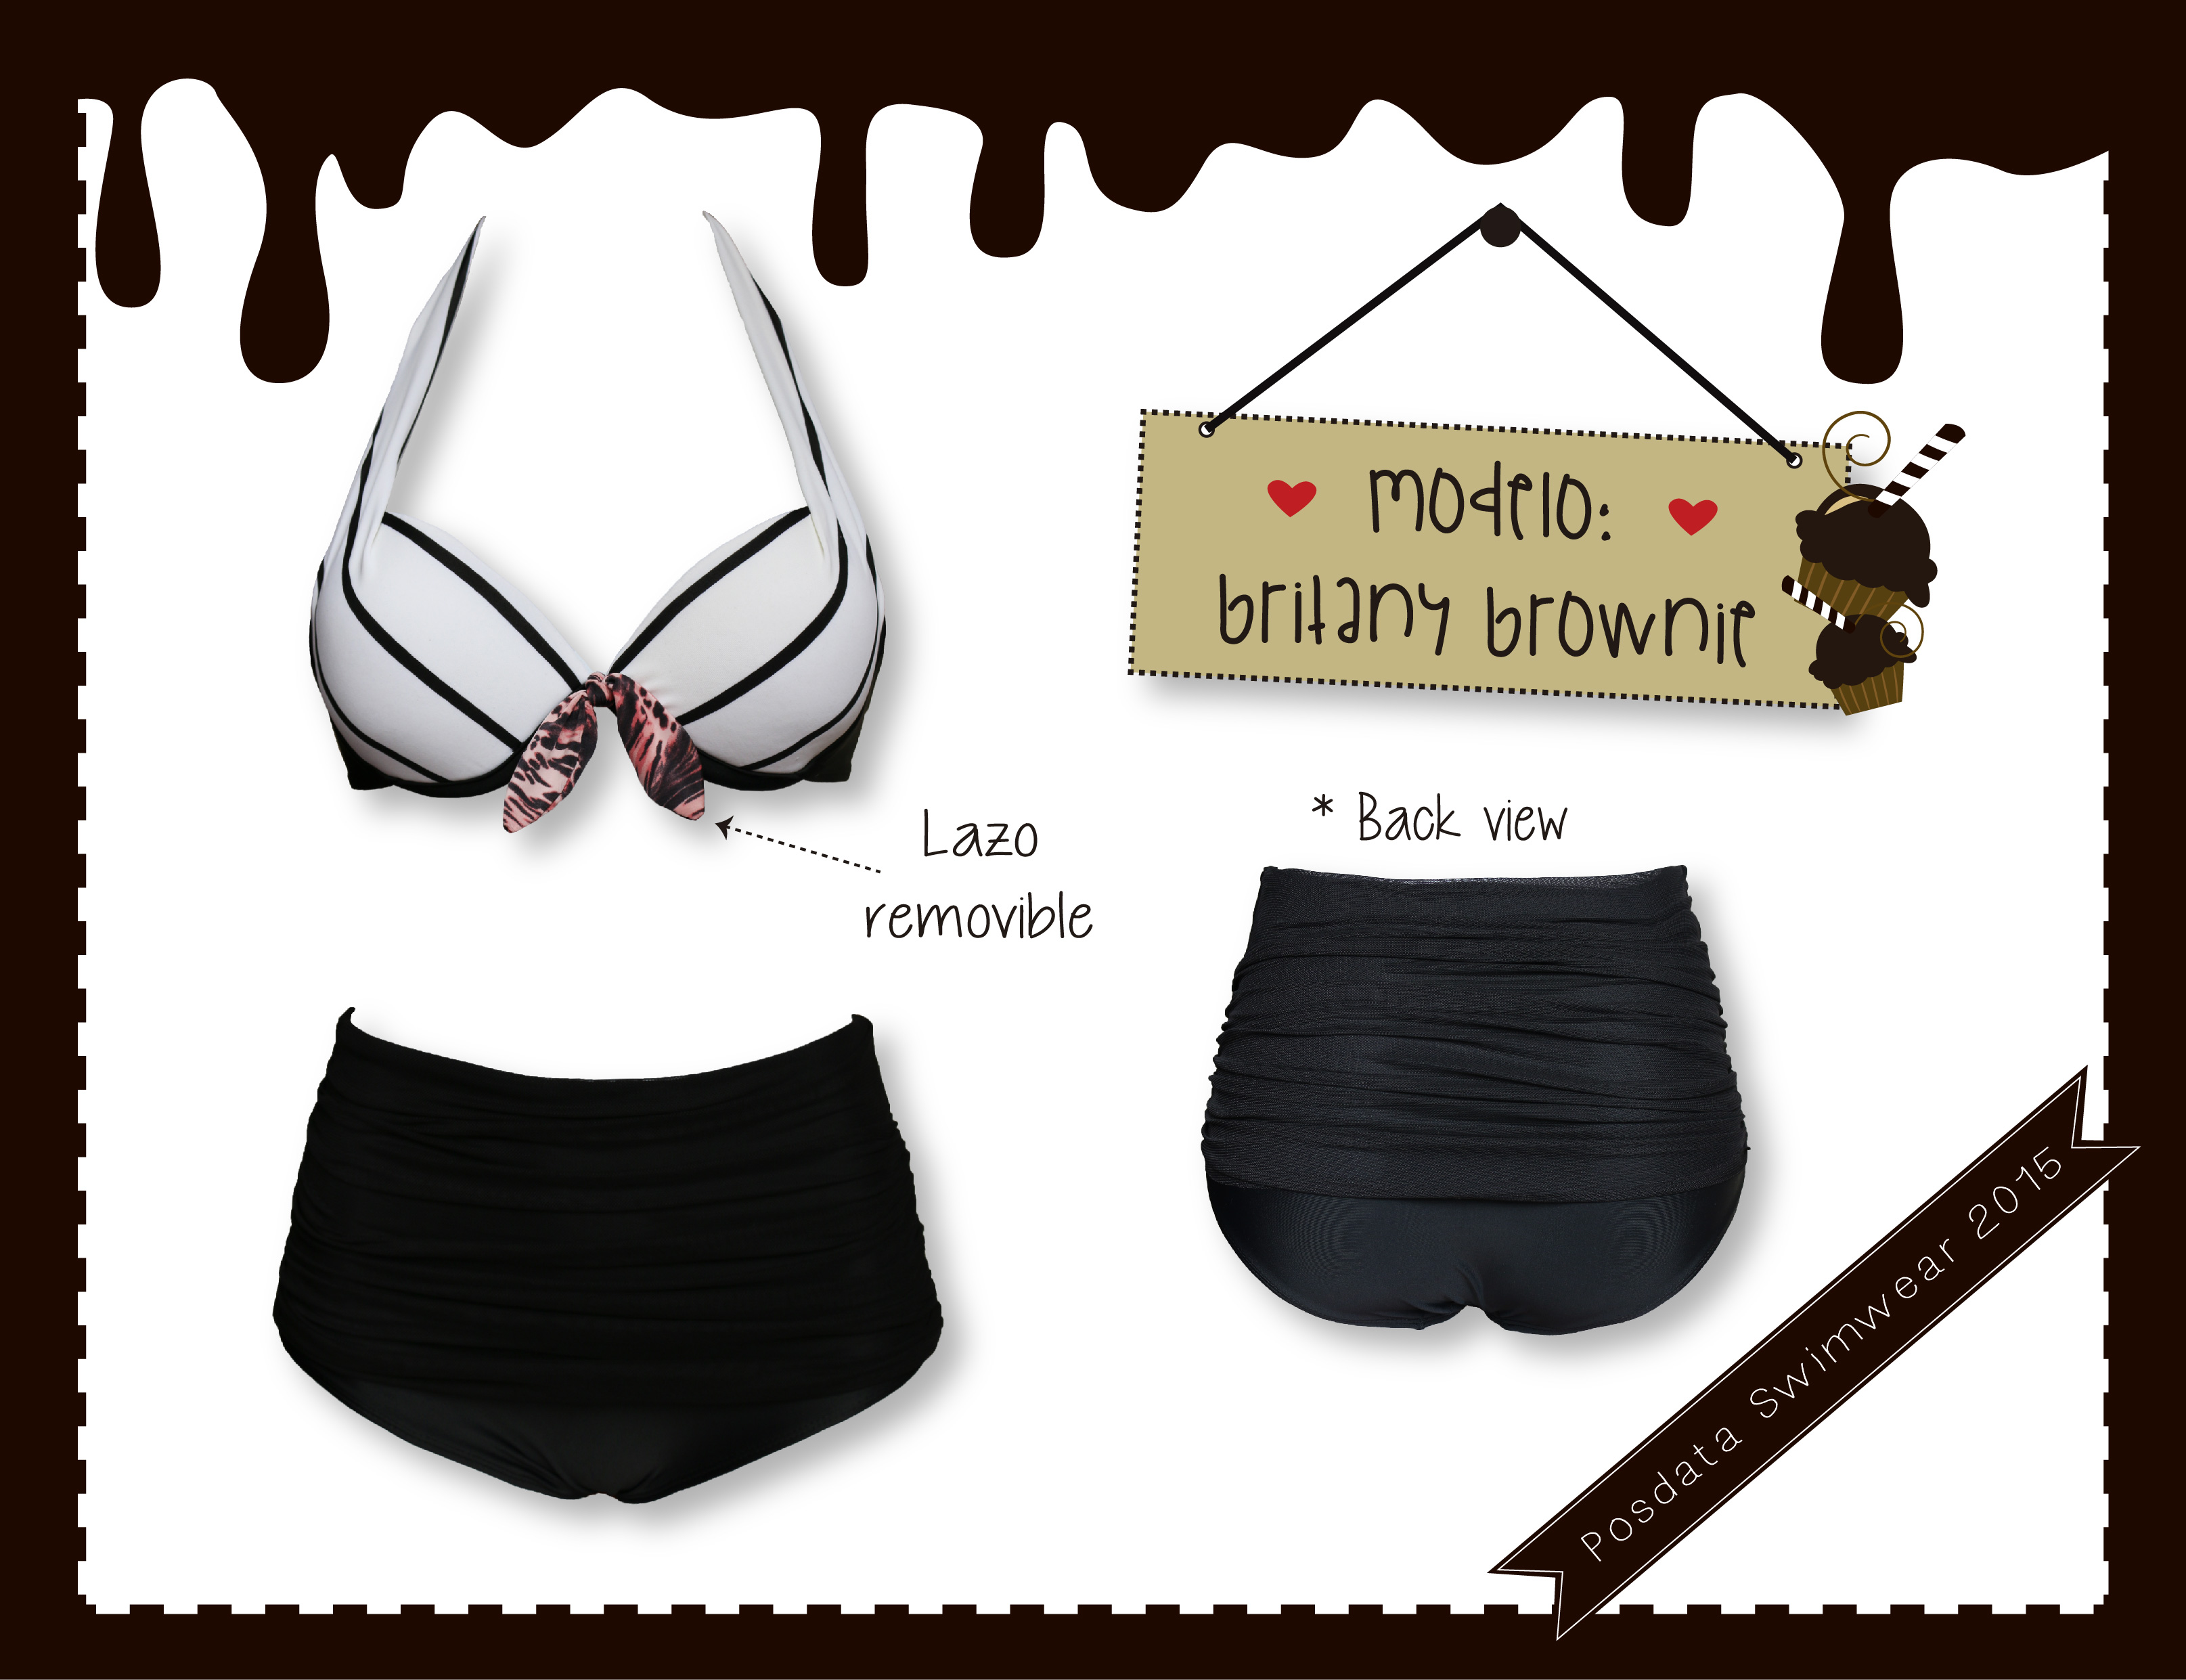 modelo:
britany brownie
Lazo
removible
* Back view
Posdata Swimwear 2015